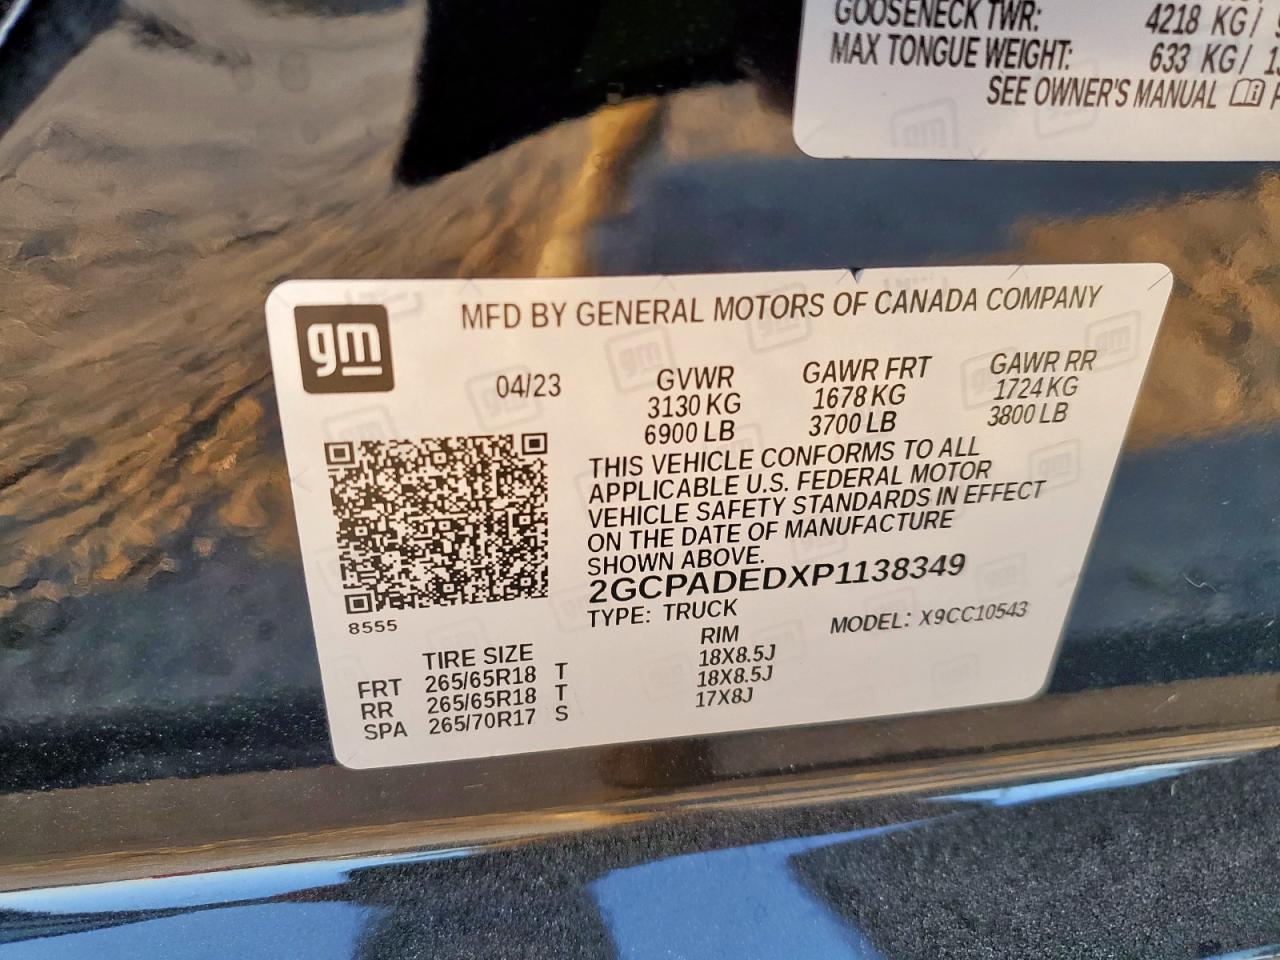 GOOSENECK TWR: 4218 KG/
MAX TONGUE WEIGHT: 633 KG/
SEE OWNER'S MANUAL
gm
MFD BY GENERAL MOTORS OF CANADA COMPANY
04/23 GVWR GAWR FRT GAWR RR
3130 KG 1678 KG 1724 KG
6900 LB 3700 LB 3800 LB
THIS VEHICLE CONFORMS TO ALL
APPLICABLE U.S. FEDERAL MOTOR
VEHICLE SAFETY STANDARDS IN EFFECT
ON THE DATE OF MANUFACTURE
SHOWN ABOVE.
2GCPADEDXP1138349
TYPE: TRUCK MODEL: X9CC10543
8555
TIRE SIZE RIM
FRT 265/65R18 T 18X8.5J
RR 265/65R18 T 18X8.5J
SPA 265/70R17 S 17X8J